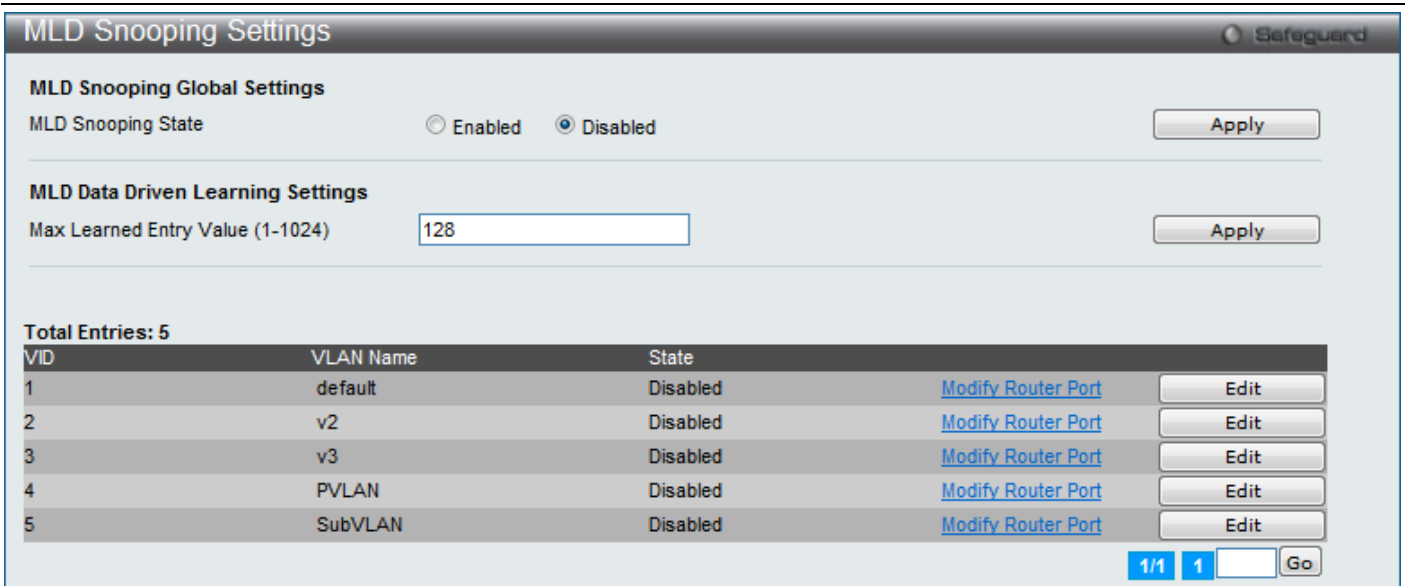 MLD Snooping Settings Safeguard
MLD Snooping Global Settings
MLD Snooping State Enabled Disabled Apply
MLD Data Driven Learning Settings
Max Learned Entry Value (1-1024) 128 Apply
Total Entries: 5
VID VLAN Name State
1 default Disabled Modify Router Port Edit
2 v2 Disabled Modify Router Port Edit
3 v3 Disabled Modify Router Port Edit
4 PVLAN Disabled Modify Router Port Edit
5 SubVLAN Disabled Modify Router Port Edit
1/1 1 Go